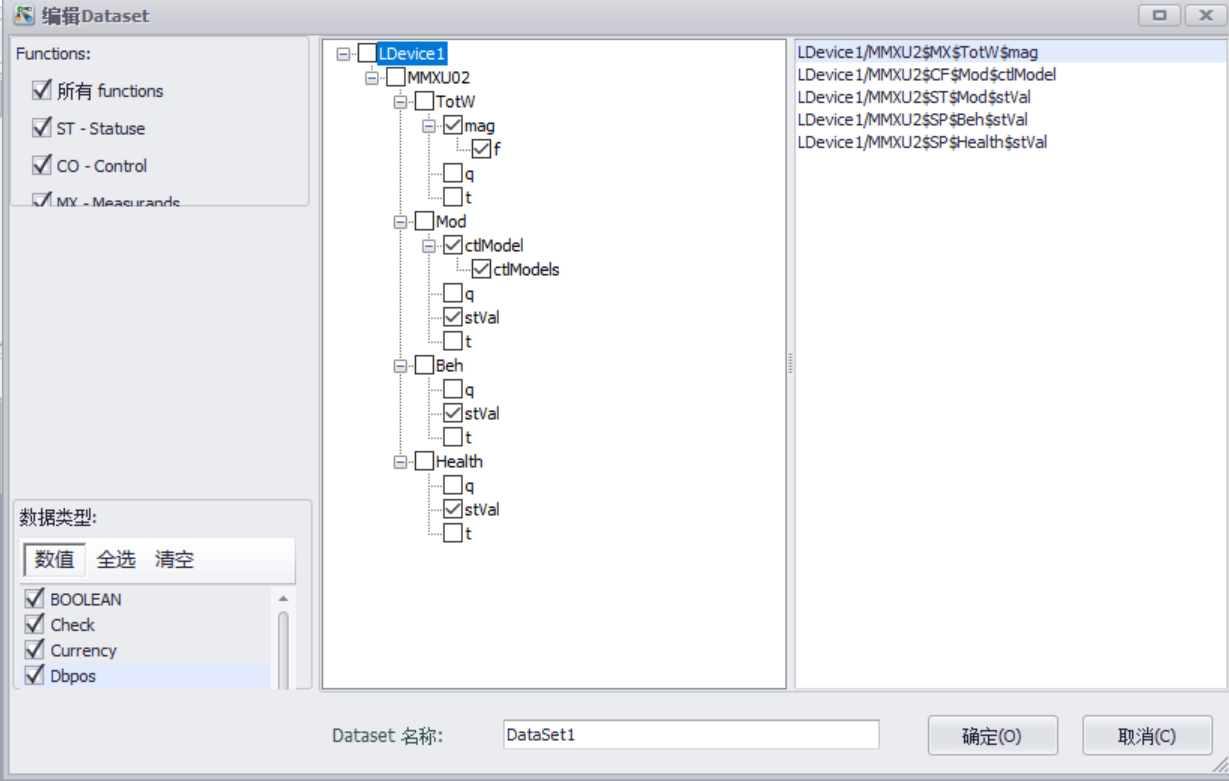 编辑Dataset
Functions:
所有 functions
ST - Statuse
CO - Control
MX - Measurands
数据类型:
数值 全选 清空
BOOLEAN
Check
Currency
Dbpos
LDevice1
MMXU02
TotW
mag
f
q
t
Mod
ctlModel
ctlModels
q
stVal
t
Beh
q
stVal
t
Health
q
stVal
t
LDevice1/MMXU2$MX$TotW$mag
LDevice1/MMXU2$CF$Mod$ctlModel
LDevice1/MMXU2$ST$Mod$stVal
LDevice1/MMXU2$SP$Beh$stVal
LDevice1/MMXU2$SP$Health$stVal
Dataset 名称:
DataSet1
确定(O)
取消(C)